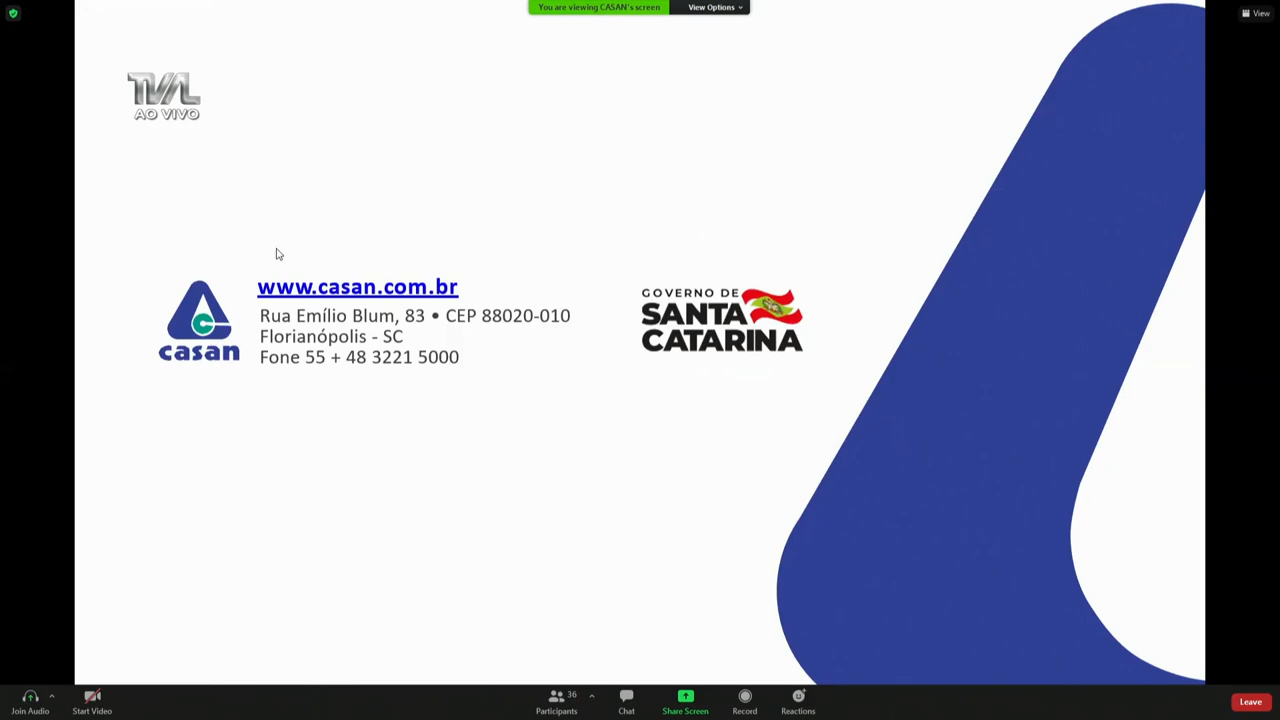 You are viewing CASAN's screen
View Options
View
TVAL
AO VIVO
www.casan.com.br
Rua Emílio Blum, 83 • CEP 88020-010
Florianópolis - SC
Fone 55 + 48 3221 5000
casan
GOVERNO DE
SANTA
CATARINA
Join Audio
Start Video
36
Participants
Chat
Share Screen
Record
Reactions
Leave